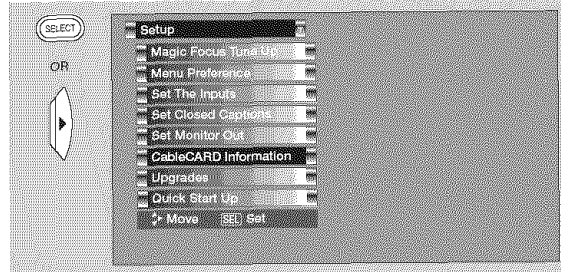 SELECT
OR
Setup
Magic Focus Tune Up
Menu Preference
Set The Inputs
Set Closed Captions
Set Monitor Out
CableCARD Information
Upgrades
Quick Start Up
Move SEL Set